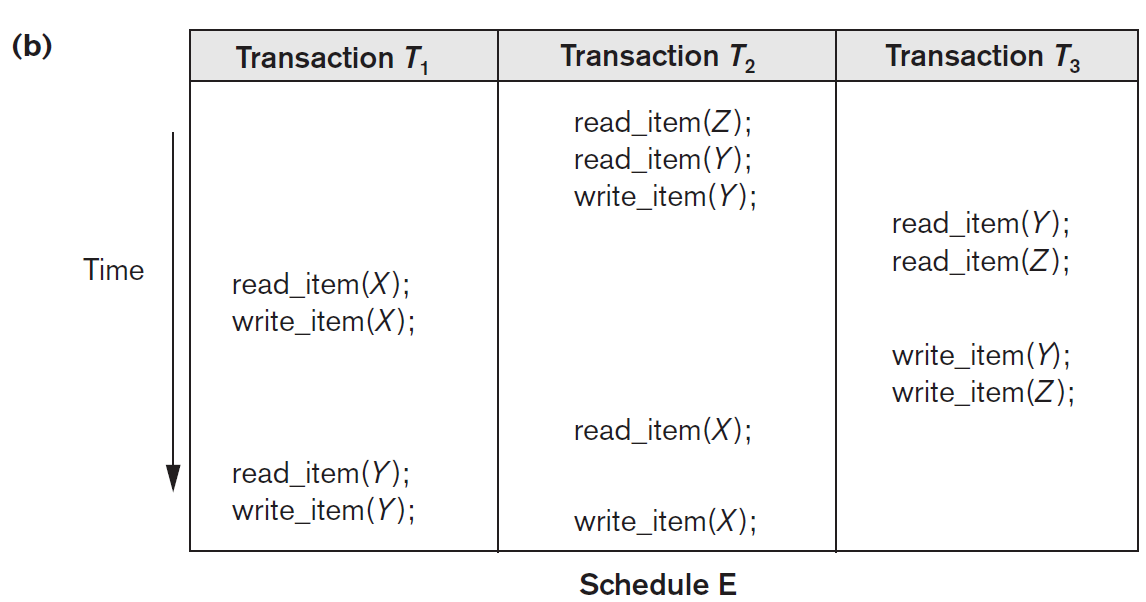 (b)
Transaction T1 Transaction T2 Transaction T3
read_item(Z);
read_item(Y);
write_item(Y);
read_item(Y);
read_item(Z);
Time
read_item(X);
write_item(X);
write_item(Y);
write_item(Z);
read_item(X);
read_item(Y);
write_item(Y);
write_item(X);
Schedule E